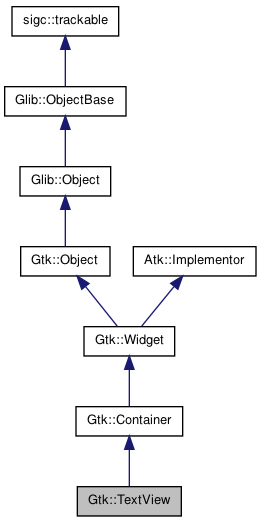 sigc::trackable
Glib::ObjectBase
Glib::Object
Gtk::Object
Atk::Implementor
Gtk::Widget
Gtk::Container
Gtk::TextView